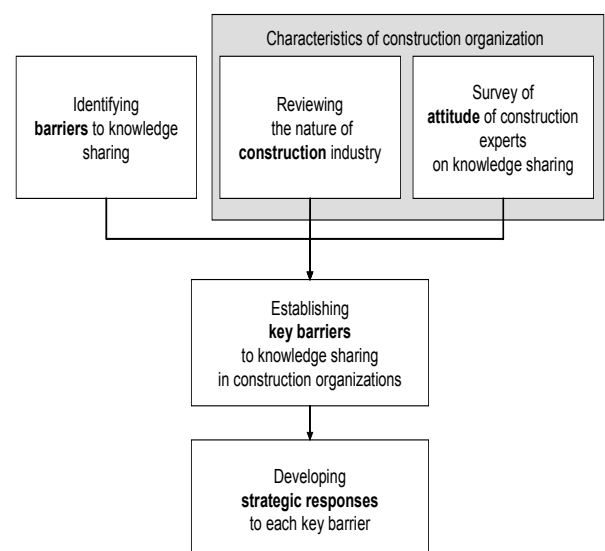 Characteristics of construction organization
Identifying
barriers to knowledge
sharing
Reviewing
the nature of
construction industry
Survey of
attitude of construction
experts
on knowledge sharing
Establishing
key barriers
to knowledge sharing
in construction organizations
Developing
strategic responses
to each key barrier